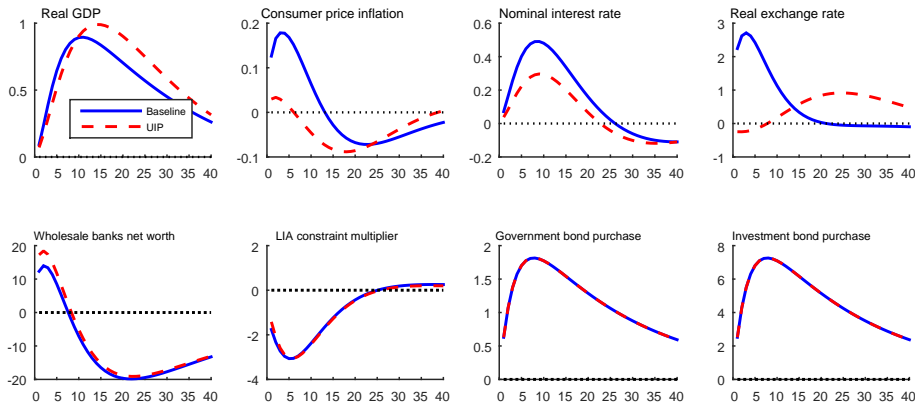 Real GDP
1
0.5
0
0 5 10 15 20 25 30 35 40
Baseline
UIP
Consumer price inflation
0.2
0.1
0
-0.1
0 5 10 15 20 25 30 35 40
Nominal interest rate
0.6
0.4
0.2
0
-0.2
0 5 10 15 20 25 30 35 40
Real exchange rate
3
2
1
0
-1
0 5 10 15 20 25 30 35 40
Wholesale banks net worth
20
10
0
-10
-20
0 5 10 15 20 25 30 35 40
LIA constraint multiplier
2
0
-2
-4
0 5 10 15 20 25 30 35 40
Government bond purchase
2
1.5
1
0.5
0
0 5 10 15 20 25 30 35 40
Investment bond purchase
8
6
4
2
0
0 5 10 15 20 25 30 35 40